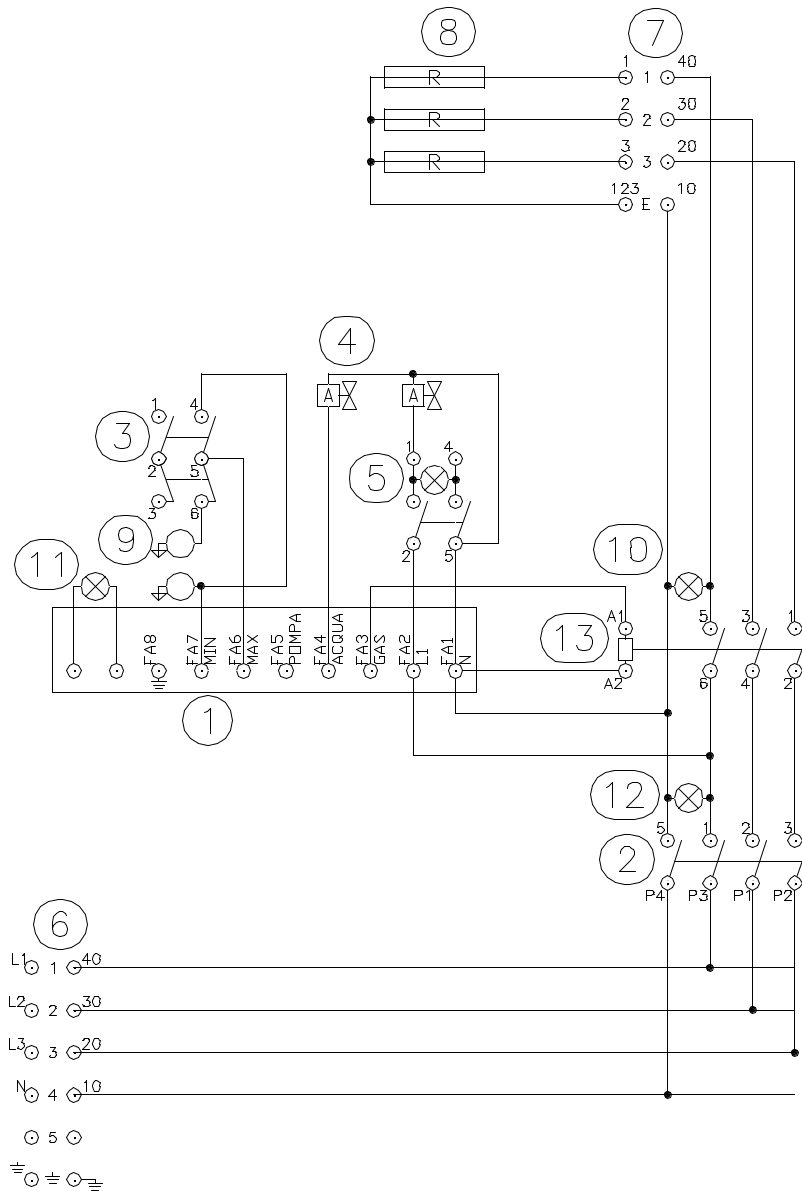 8 7
1 40
R 1
2 30
R 2
3 20
R 3
123 10
E
4
1 4
A A
3
1 4
2 5
5
3 6
9
2 5
10
11
A1 5 3 1
13
FA8
FA7 MIN
FA6 MAX
FA5 POMPA
FA4 ACQUA
FA3 GAS
FA2 L1
FA1 N
A2 6 4 2
1
12
5 1 2 3
2
P4 P3 P1 P2
6
L1 1 40
L2 2 30
L3 3 20
N 4 10
5